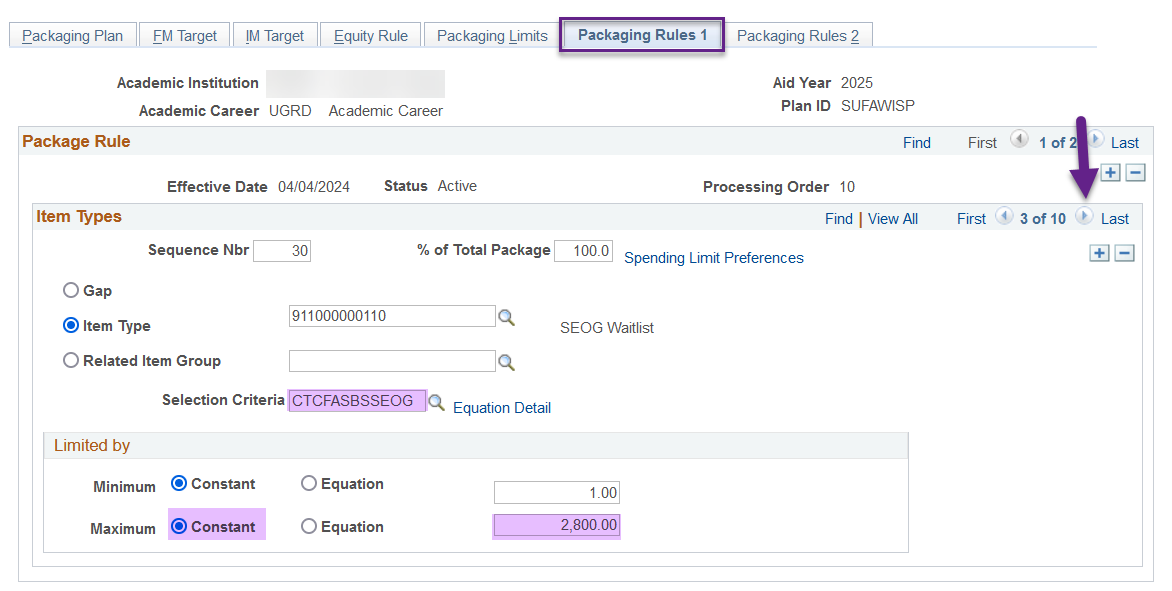 Packaging Plan FM Target IM Target Equity Rule Packaging Limits Packaging Rules 1 Packaging Rules 2
Academic Institution Aid Year 2025
Academic Career UGRD Academic Career Plan ID SUFAWISP
Package Rule Find First 1 of 2 Last
Effective Date 04/04/2024 Status Active Processing Order 10
Item Types Find | View All First 3 of 10 Last
Sequence Nbr 30 % of Total Package 100.0 Spending Limit Preferences
Gap
Item Type 911000000110 SEOG Waitlist
Related Item Group
Selection Criteria CTCFASBSSEOG Equation Detail
Limited by
Minimum Constant Equation 1.00
Maximum Constant Equation 2,800.00